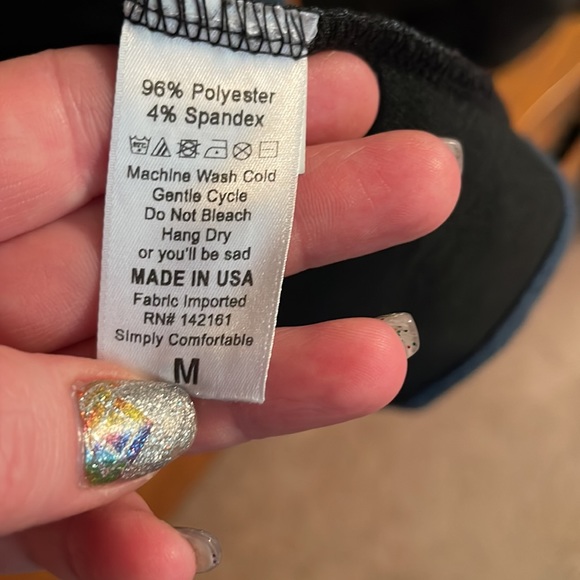 96% Polyester
4% Spandex
Machine Wash Cold
Gentle Cycle
Do Not Bleach
Hang Dry
or you'll be sad
MADE IN USA
Fabric Imported
RN# 142161
Simply Comfortable
M